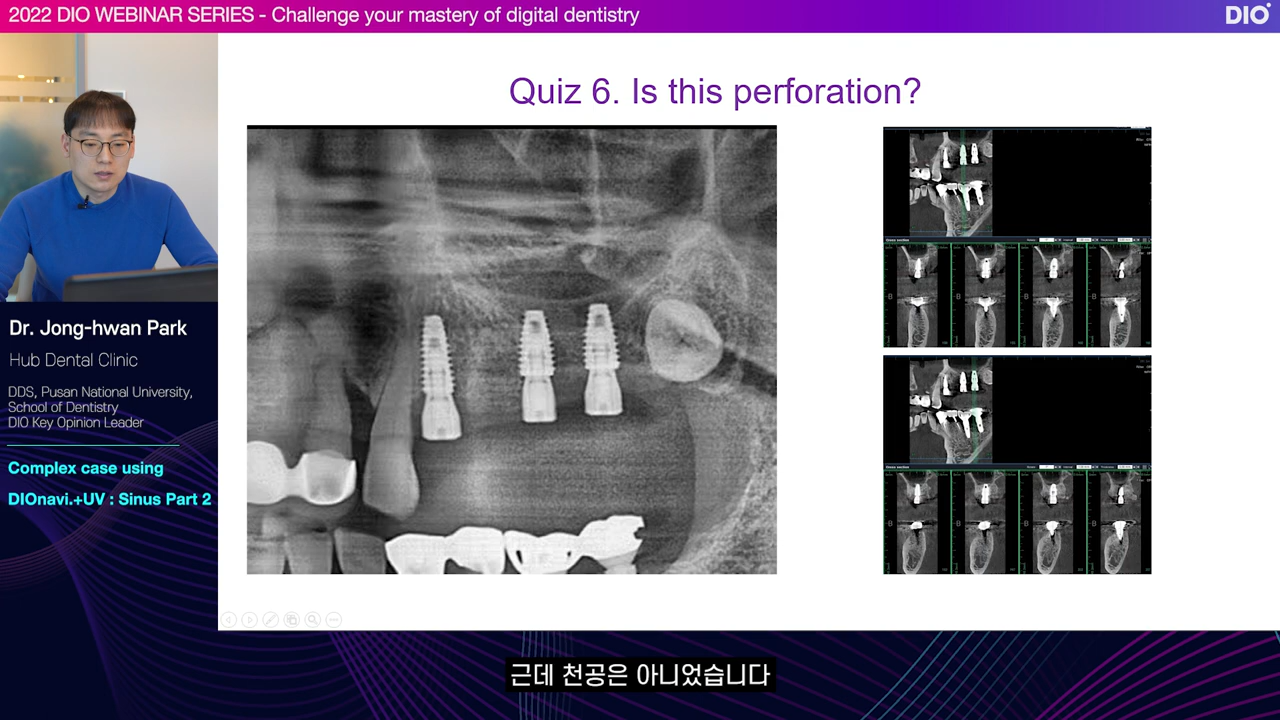 2022 DIO WEBINAR SERIES - Challenge your mastery of digital dentistry
DIO
Quiz 6. Is this perforation?
Dr. Jong-hwan Park
Hub Dental Clinic
DDS, Pusan National University,
School of Dentistry
DIO Key Opinion Leader
Complex case using
DIOnavi.+UV : Sinus Part 2
B
B
B
B
B
B
B
B
근데 천공은 아니었습니다